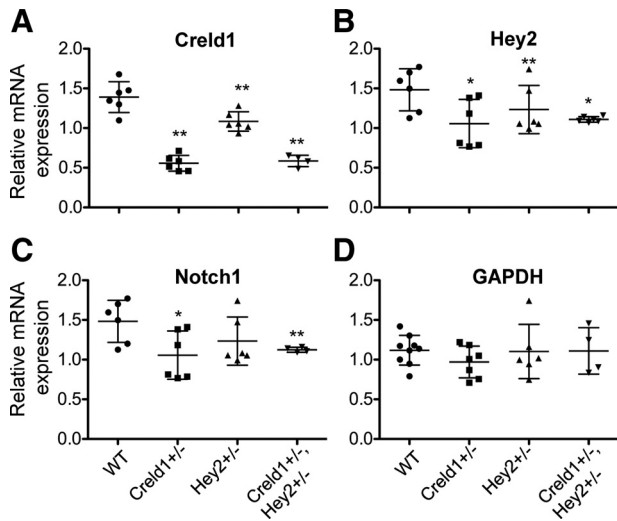 A
Creld1
Relative mRNA
expression
2.0
1.5
1.0
0.5
0.0
**
**
**
B
Hey2
2.0
1.5
1.0
0.5
0.0
*
**
*
C
Notch1
Relative mRNA
expression
2.0
1.5
1.0
0.5
0.0
*
**
WT
Creld1+/-
Hey2+/-
Creld1+/-,
Hey2+/-
D
GAPDH
2.0
1.5
1.0
0.5
0.0
WT
Creld1+/-
Hey2+/-
Creld1+/-,
Hey2+/-